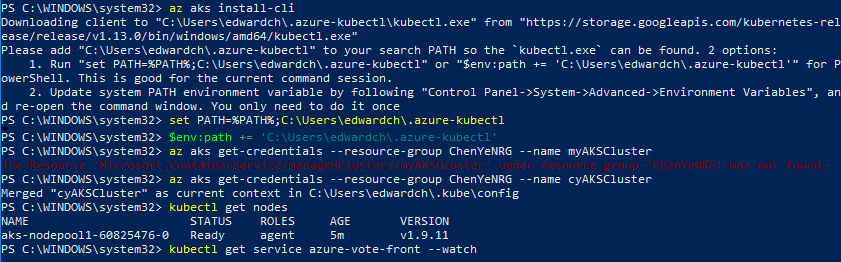 PS C:\WINDOWS\system32> az aks install-cli
Downloading client to "C:\Users\edwardch\.azure-kubectl\kubectl.exe" from "https://storage.googleapis.com/kubernetes-rel
ease/release/v1.13.0/bin/windows/amd64/kubectl.exe"
Please add "C:\Users\edwardch\.azure-kubectl" to your search PATH so the `kubectl.exe` can be found. 2 options:
    1. Run "set PATH=%PATH%;C:\Users\edwardch\.azure-kubectl" or "$env:path += 'C:\Users\edwardch\.azure-kubectl'" for P
owerShell. This is good for the current command session.
    2. Update system PATH environment variable by following "Control Panel->System->Advanced->Environment Variables", an
d re-open the command window. You only need to do it once
PS C:\WINDOWS\system32> set PATH=%PATH%;C:\Users\edwardch\.azure-kubectl
PS C:\WINDOWS\system32> $env:path += 'C:\Users\edwardch\.azure-kubectl'
PS C:\WINDOWS\system32> az aks get-credentials --resource-group ChenYeNRG --name myAKSCluster
The Resource 'Microsoft.ContainerService/managedClusters/myAKSCluster' under resource group 'ChenYeNRG' was not found.
PS C:\WINDOWS\system32> az aks get-credentials --resource-group ChenYeNRG --name cyAKSCluster
Merged "cyAKSCluster" as current context in C:\Users\edwardch\.kube\config
PS C:\WINDOWS\system32> kubectl get nodes
NAME                       STATUS    ROLES     AGE       VERSION
aks-nodepool1-60825476-0   Ready     agent     5m        v1.9.11
PS C:\WINDOWS\system32> kubectl get service azure-vote-front --watch